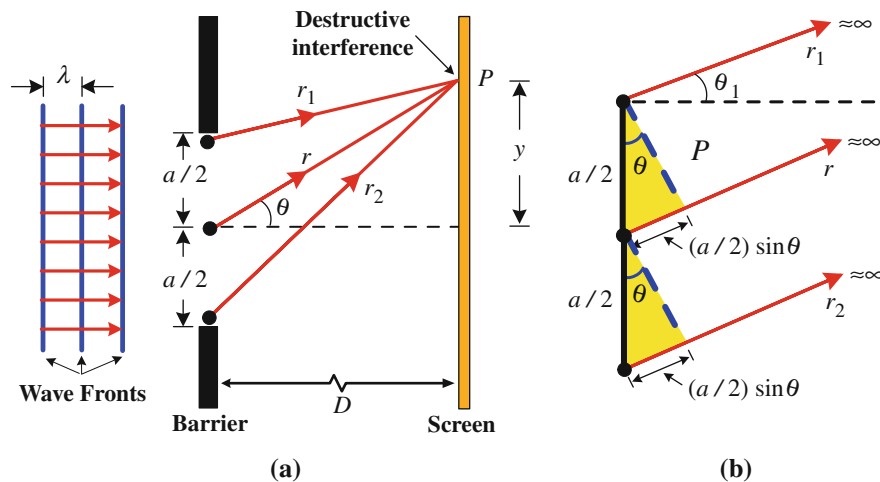 Destructive
interference
λ
a / 2
a / 2
r₁
r
r₂
θ
P
y
D
Wave Fronts
Barrier
Screen
(a)
≈∞
r₁
θ₁
P
≈∞
r
a / 2
θ
(a / 2) sinθ
≈∞
r₂
a / 2
θ
(a / 2) sinθ
(b)